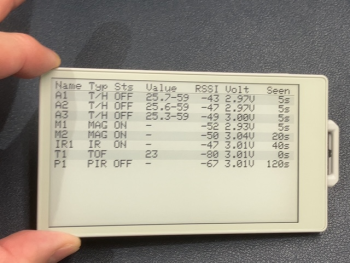 Name Typ Sts Value RSSI Volt Seen
A1 T/H OFF 25.7-59 -43 2.97V 5s
A2 T/H OFF 25.6-59 -47 2.97V 5s
A3 T/H OFF 25.3-59 -49 3.00V 5s
M1 MAG ON - -52 2.93V 5s
M2 MAG ON - -50 3.04V 20s
IR1 IR ON - -47 3.01V 40s
T1 TOF 23 -80 3.01V 0s
P1 PIR OFF - -67 3.01V 120s